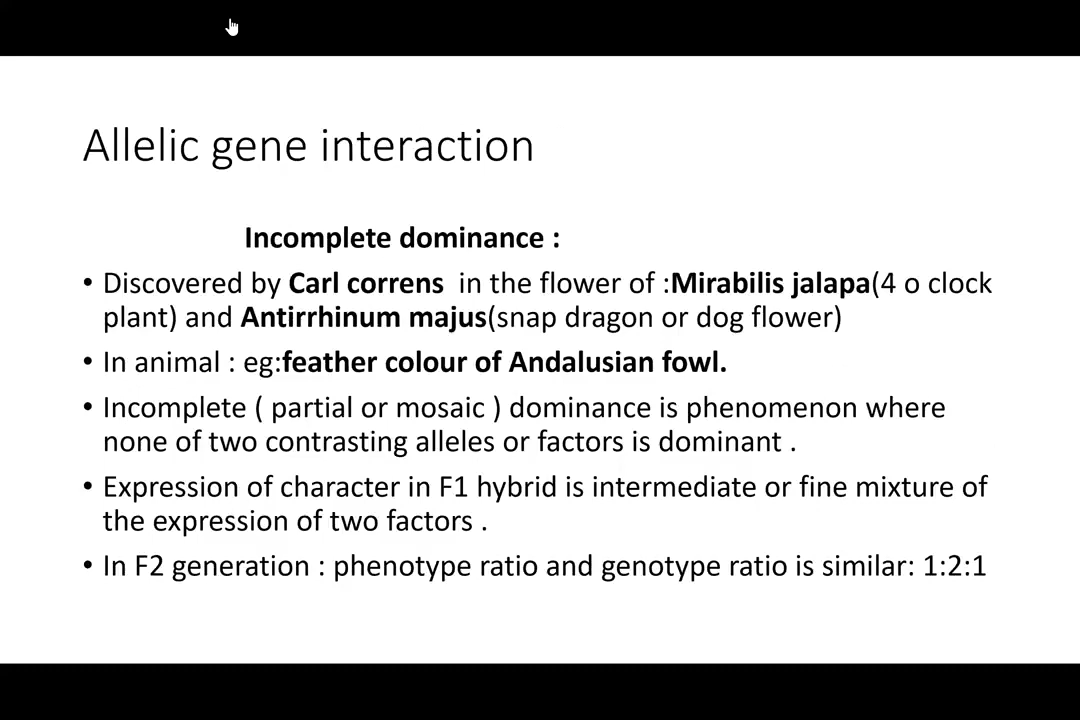 Allelic gene interaction
Incomplete dominance :
• Discovered by Carl correns in the flower of :Mirabilis jalapa(4 o clock
plant) and Antirrhinum majus(snap dragon or dog flower)
• In animal : eg:feather colour of Andalusian fowl.
• Incomplete ( partial or mosaic ) dominance is phenomenon where
none of two contrasting alleles or factors is dominant .
• Expression of character in F1 hybrid is intermediate or fine mixture of
the expression of two factors .
• In F2 generation : phenotype ratio and genotype ratio is similar: 1:2:1